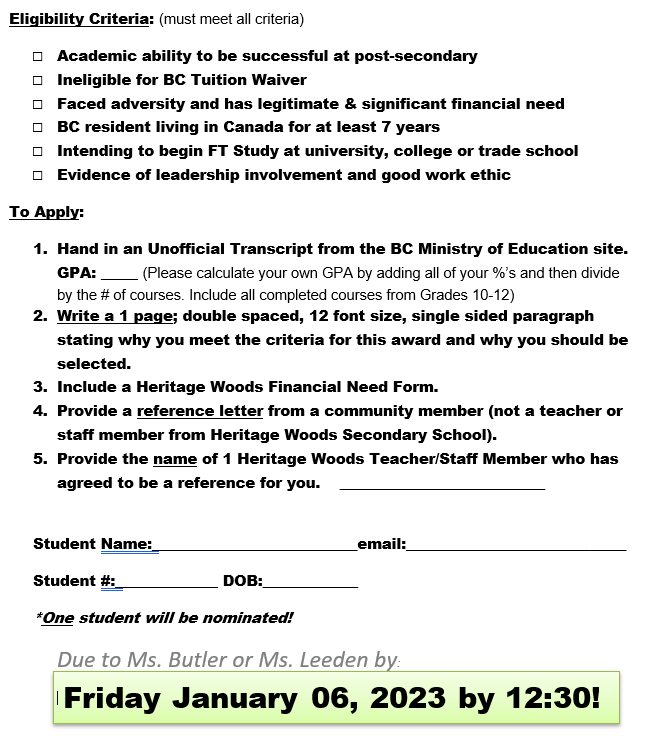 Eligibility Criteria: (must meet all criteria)
☐ Academic ability to be successful at post-secondary
☐ Ineligible for BC Tuition Waiver
☐ Faced adversity and has legitimate & significant financial need
☐ BC resident living in Canada for at least 7 years
☐ Intending to begin FT Study at university, college or trade school
☐ Evidence of leadership involvement and good work ethic
To Apply:
1. Hand in an Unofficial Transcript from the BC Ministry of Education site.
GPA: _____ (Please calculate your own GPA by adding all of your %'s and then divide
by the # of courses. Include all completed courses from Grades 10-12)
2. Write a 1 page; double spaced, 12 font size, single sided paragraph
stating why you meet the criteria for this award and why you should be
selected.
3. Include a Heritage Woods Financial Need Form.
4. Provide a reference letter from a community member (not a teacher or
staff member from Heritage Woods Secondary School).
5. Provide the name of 1 Heritage Woods Teacher/Staff Member who has
agreed to be a reference for you. ____________________
Student Name:____________________email:____________________
Student #:__________ DOB:__________
*One student will be nominated!
Due to Ms. Butler or Ms. Leeden by:
Friday January 06, 2023 by 12:30!